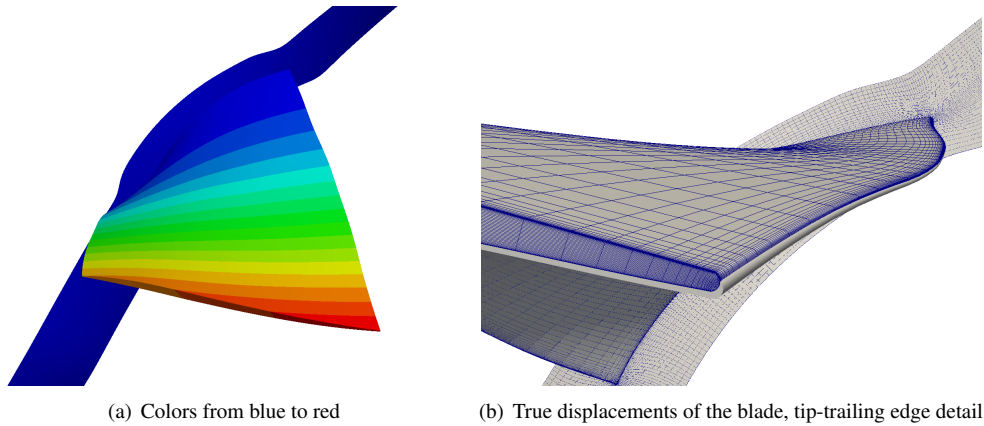 (a) Colors from blue to red
(b) True displacements of the blade, tip-trailing edge detail